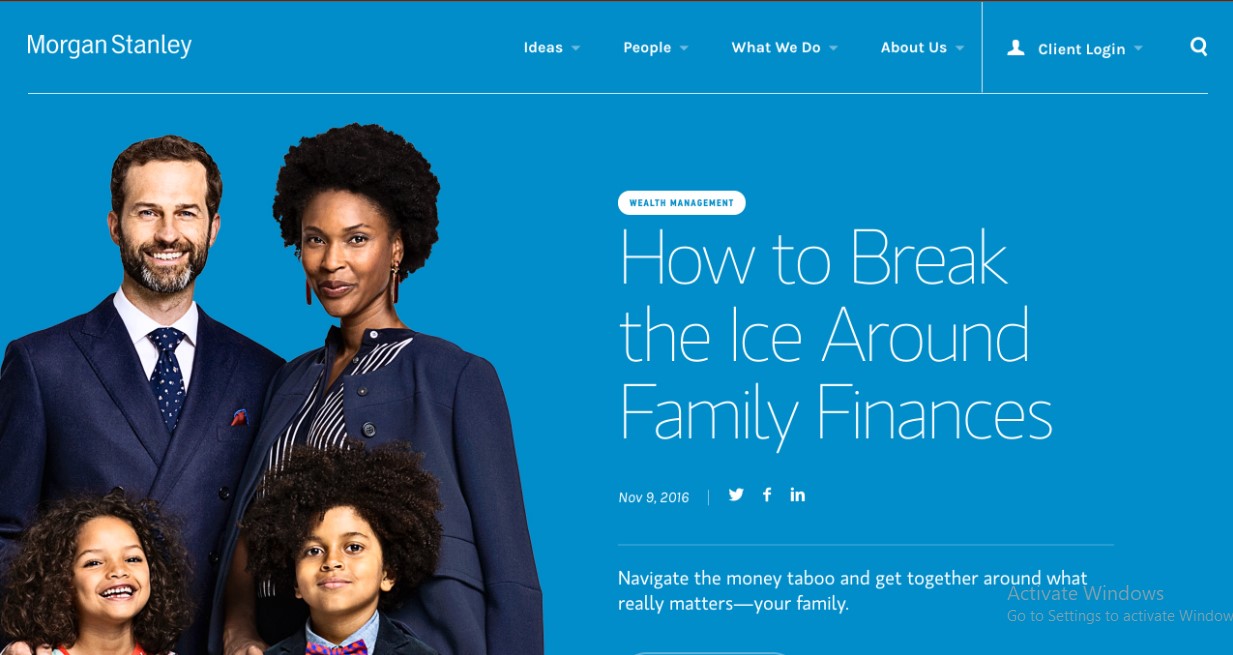 Morgan Stanley
Ideas
People
What We Do
About Us
Client Login
WEALTH MANAGEMENT
How to Break
the Ice Around
Family Finances
Nov 9, 2016
Navigate the money taboo and get together around what
really matters—your family.
Activate Windows
Go to Settings to activate Window